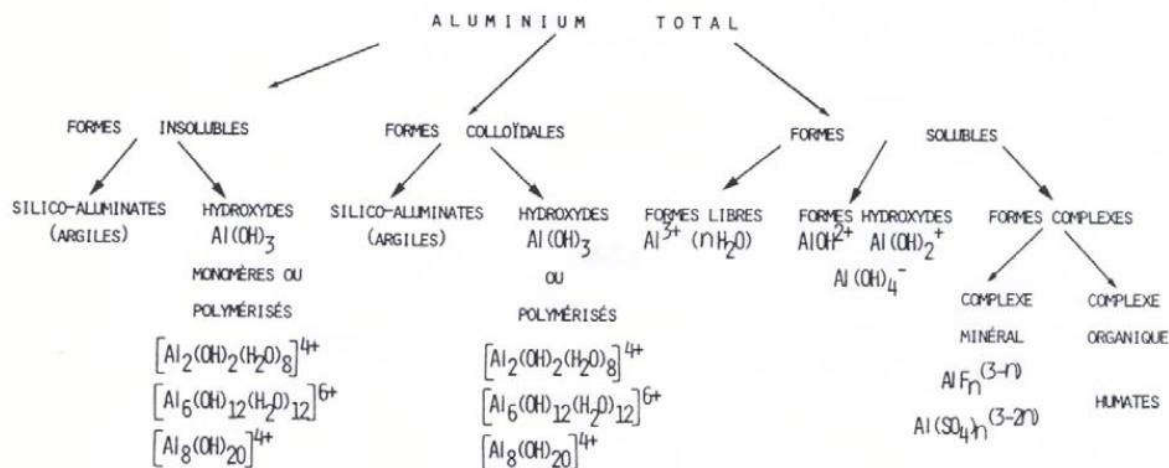 ALUMINIUM TOTAL
FORMES INSOLUBLES
FORMES COLLOÏDALES
FORMES SOLUBLES
SILICO-ALUMINATES
(ARGILES)
HYDROXYDES
Al(OH)₃
MONOMÈRES OU
POLYMÉRISÉS
[Al₂(OH)₂(H₂O)₈]⁴⁺
[Al₆(OH)₁₂(H₂O)₁₂]⁶⁺
[Al₈(OH)₂₀]⁴⁺
SILICO-ALUMINATES
(ARGILES)
HYDROXYDES
Al(OH)₃
OU
POLYMÉRISÉS
[Al₂(OH)₂(H₂O)₈]⁴⁺
[Al₆(OH)₁₂(H₂O)₁₂]⁶⁺
[Al₈(OH)₂₀]⁴⁺
FORMES LIBRES
Al³⁺ (nH₂O)
FORMES HYDROXYDES
AlOH²⁺ Al(OH)₂⁺
Al(OH)₄⁻
FORMES COMPLEXES
COMPLEXE
MINÉRAL
AlFₙ⁽³⁻ⁿ⁾
Al(SO₄)ₙ⁽³⁻²ⁿ⁾
COMPLEXE
ORGANIQUE
HUMATES